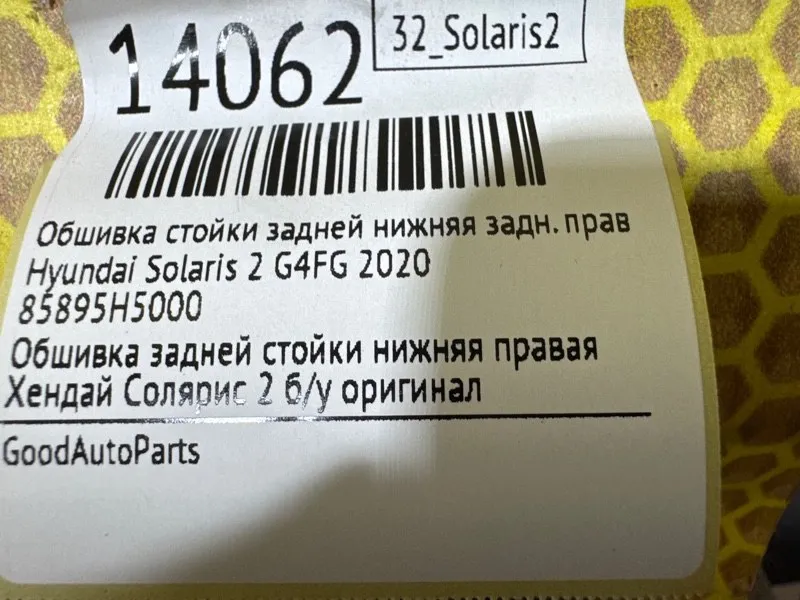 14062
32_Solaris2
Обшивка стойки задней нижняя задн. прав
Hyundai Solaris 2 G4FG 2020
85895H5000
Обшивка задней стойки нижняя правая
Хендай Солярис 2 б/у оригинал
GoodAutoParts